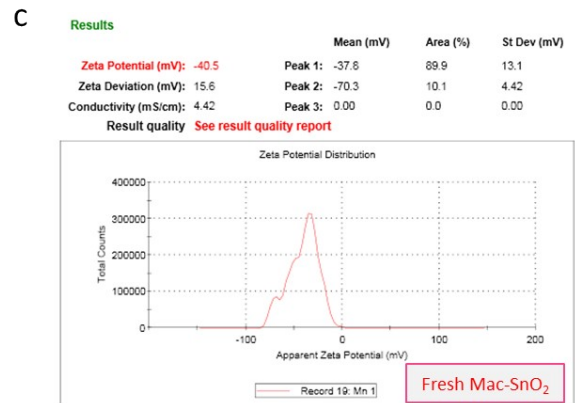 C
Results
Mean (mV) Area (%) St Dev (mV)
Zeta Potential (mV): -40.5 Peak 1: -37.8 89.9 13.1
Zeta Deviation (mV): 15.6 Peak 2: -70.3 10.1 4.42
Conductivity (mS/cm): 4.42 Peak 3: 0.00 0.0 0.00
Result quality See result quality report
Zeta Potential Distribution
400000
300000
200000
100000
0
Total Counts
-100 0 100 200
Apparent Zeta Potential (mV)
Record 19: Mn 1
Fresh Mac-SnO₂